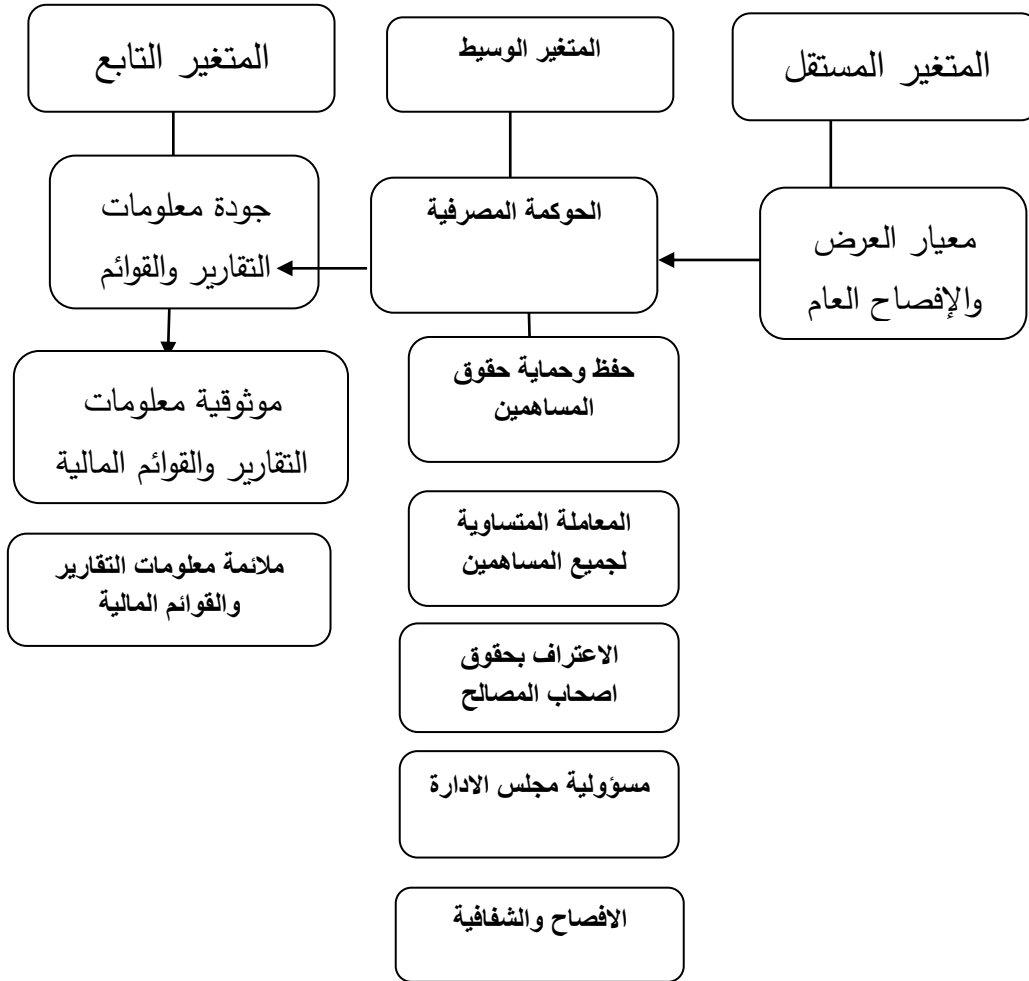 المتغير المستقل
المتغير الوسيط
المتغير التابع
معيار العرض
والإفصاح العام
الحوكمة المصرفية
جودة معلومات
التقارير والقوائم
حفظ وحماية حقوق
المساهمين
المعاملة المتساوية
لجميع المساهمين
الاعتراف بحقوق
اصحاب المصالح
مسؤولية مجلس الادارة
الافصاح والشفافية
موثوقية معلومات
التقارير والقوائم المالية
ملائمة معلومات التقارير
والقوائم المالية